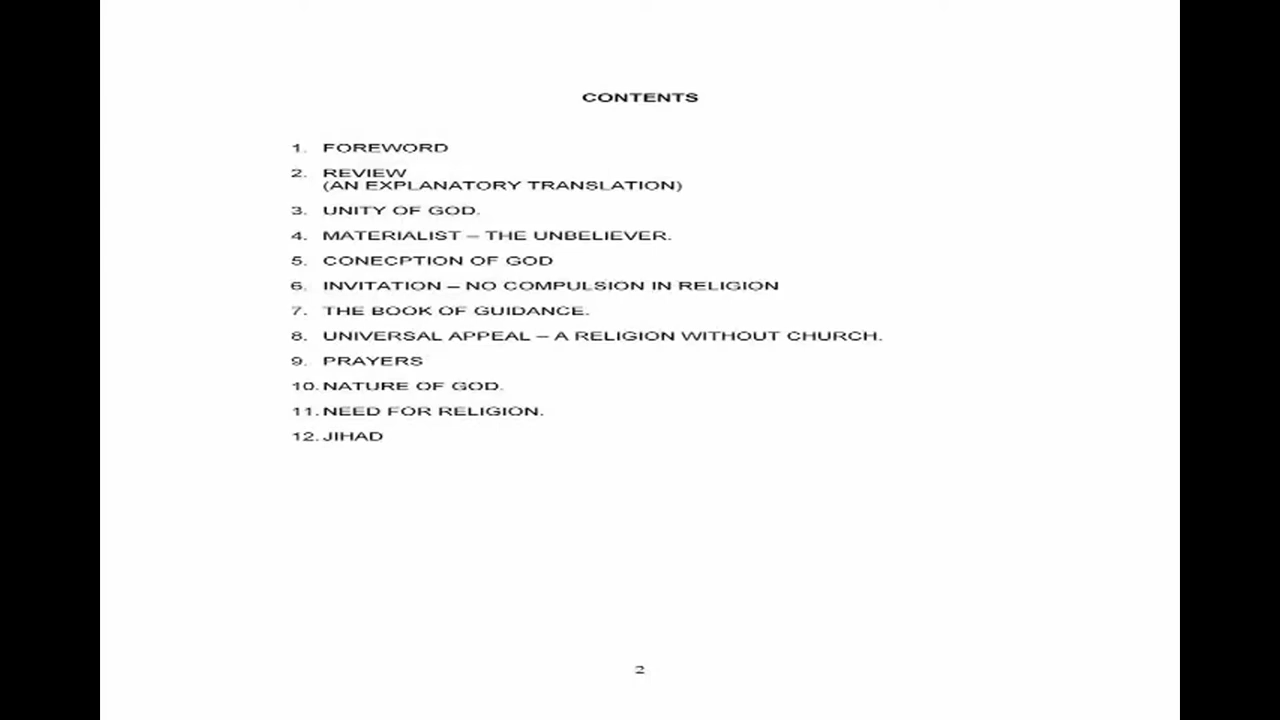 CONTENTS
1. FOREWORD
2. REVIEW
(AN EXPLANATORY TRANSLATION)
3. UNITY OF GOD.
4. MATERIALIST – THE UNBELIEVER.
5. CONECPTION OF GOD
6. INVITATION – NO COMPULSION IN RELIGION
7. THE BOOK OF GUIDANCE.
8. UNIVERSAL APPEAL – A RELIGION WITHOUT CHURCH.
9. PRAYERS
10. NATURE OF GOD.
11. NEED FOR RELIGION.
12. JIHAD
2